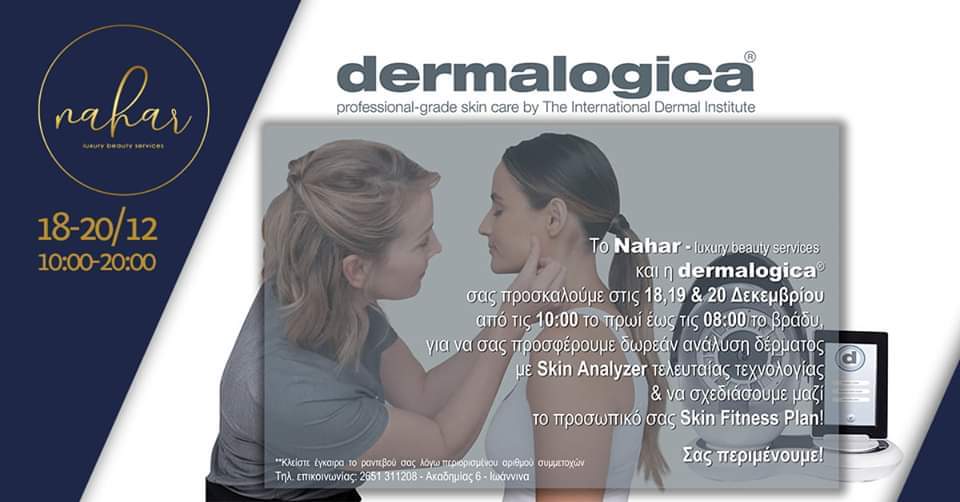 nahar
luxury beauty services
18-20/12
10:00-20:00
dermalogica®
professional-grade skin care by The International Dermal Institute
Το Nahar - luxury beauty services
και η dermalogica®
σας προσκαλούμε στις 18,19 & 20 Δεκεμβρίου
από τις 10:00 το πρωί έως τις 08:00 το βράδυ,
για να σας προσφέρουμε δωρεάν ανάλυση δέρματος
με Skin Analyzer τελευταίας τεχνολογίας
& να σχεδιάσουμε μαζί
το προσωπικό σας Skin Fitness Plan!
Σας περιμένουμε!
**Κλείστε έγκαιρα το ραντεβού σας λόγω περιορισμένου αριθμού συμμετοχών
Τηλ. επικοινωνίας: 2651 311208 - Ακαδημίας 6 - Ιωάννινα
d